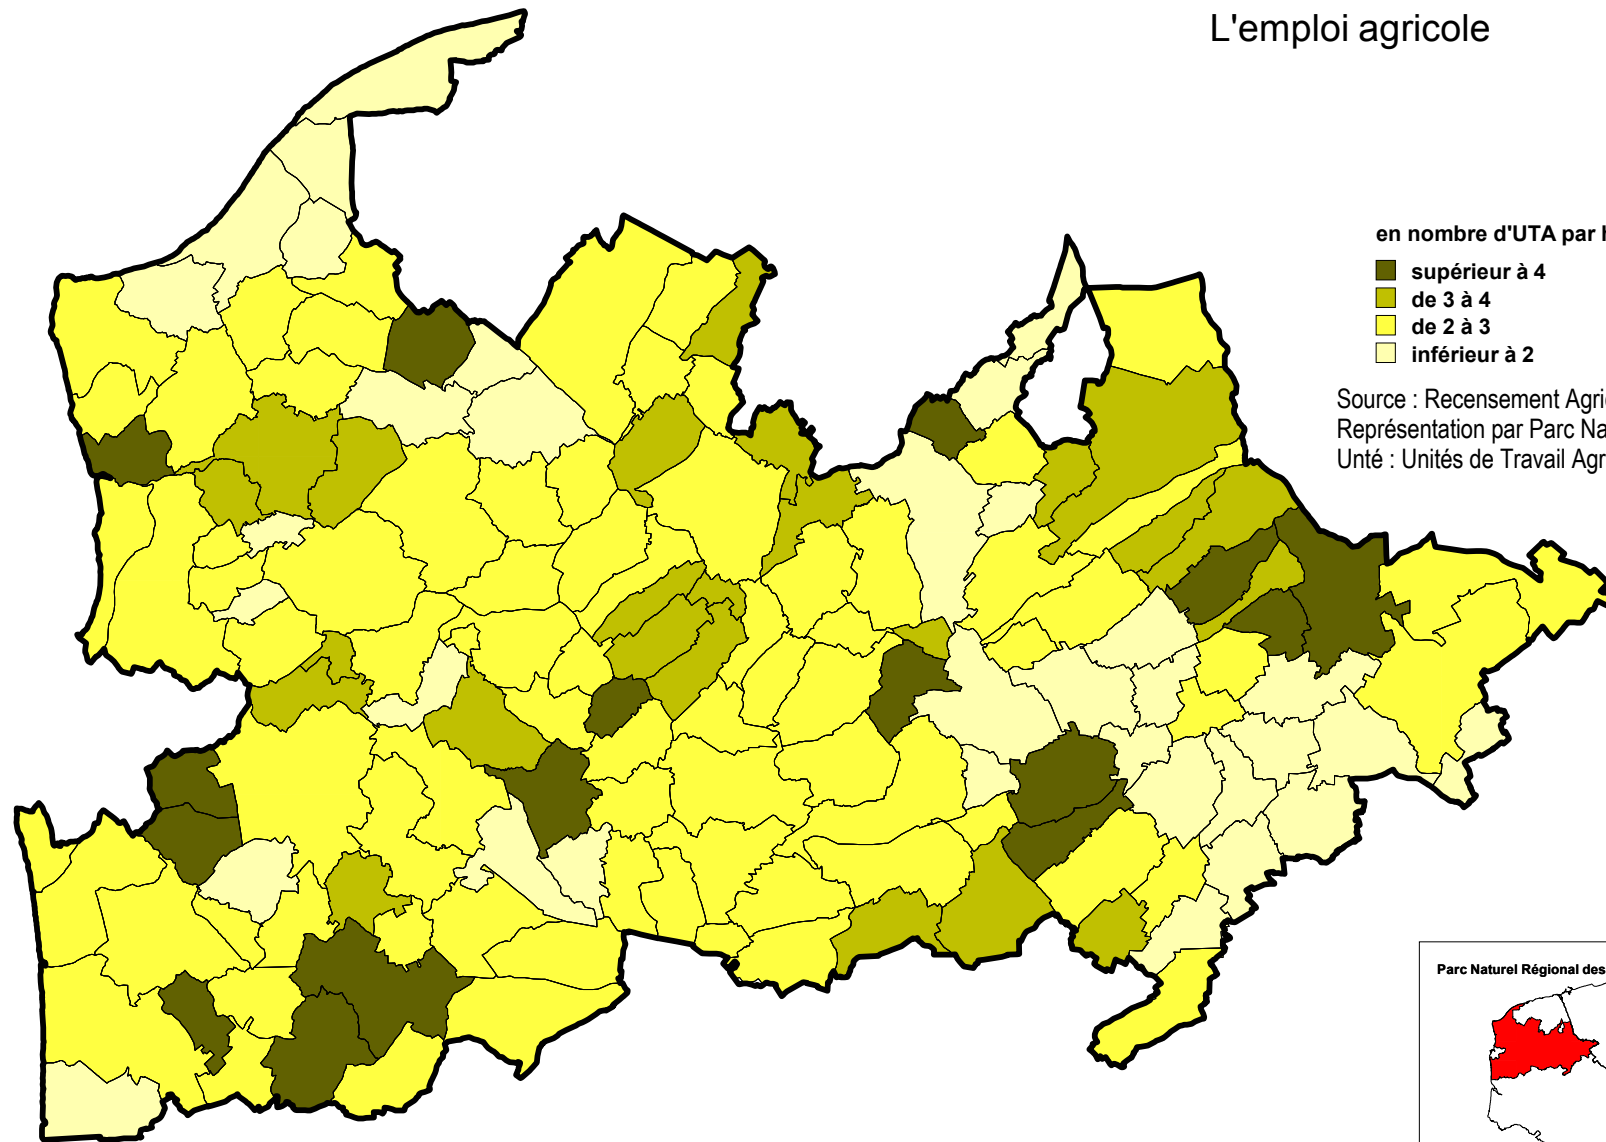 L'emploi agricole
en nombre d'UTA par h
supérieur à 4
de 3 à 4
de 2 à 3
inférieur à 2
Source : Recensement Agri
Représentation par Parc Na
Unté : Unités de Travail Agr
Parc Naturel Régional des